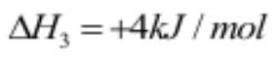 ΔH₃ = +4kJ / mol